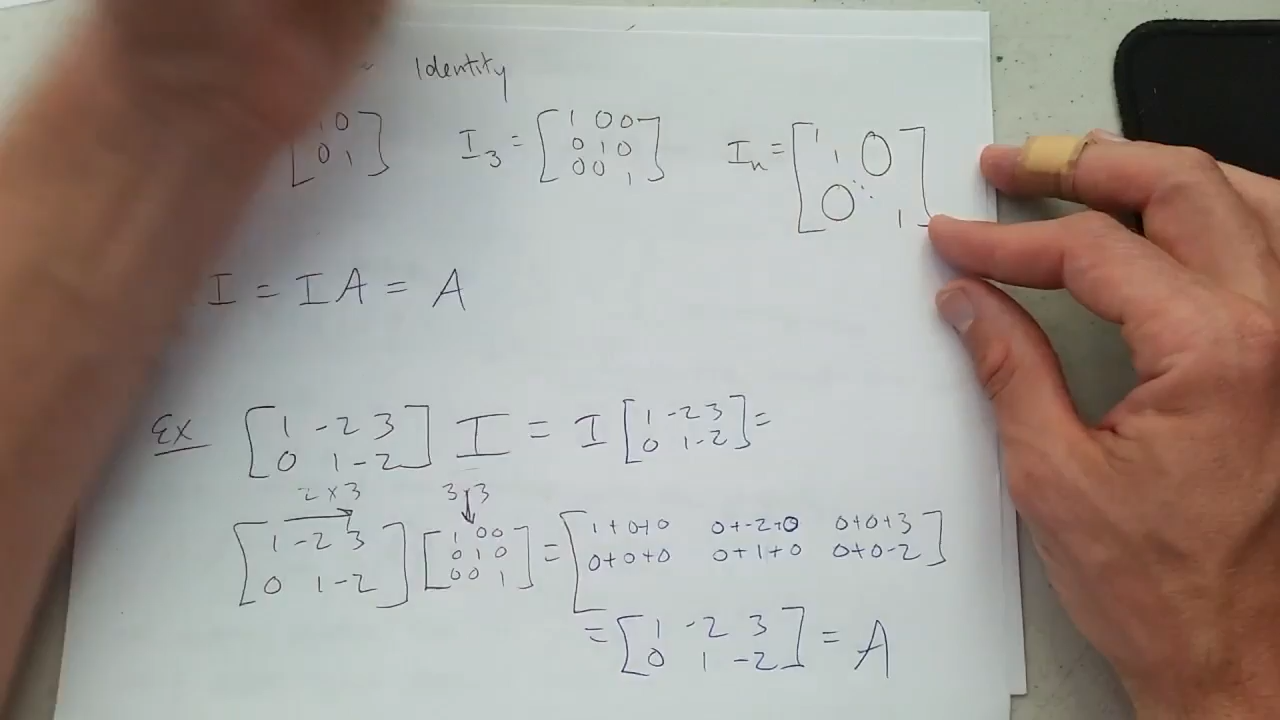 Identity
1 0 I₃ = [1 0 0 Iₙ = [1 0
0 1] 0 1 0 1
0 0 1] 0 ⋱ 1]
I = IA = A
Ex [1 -2 3 I = I [1 -2 3 =
0 1 -2] 0 1 -2]
2 x 3 3 x 3
[1 -2 3 [1 0 0 = [1+0+0 0+-2+0 0+0+3
0 1 -2] 0 1 0 0+0+0 0+1+0 0+0-2]
0 0 1]
= [1 -2 3 = A
0 1 -2]